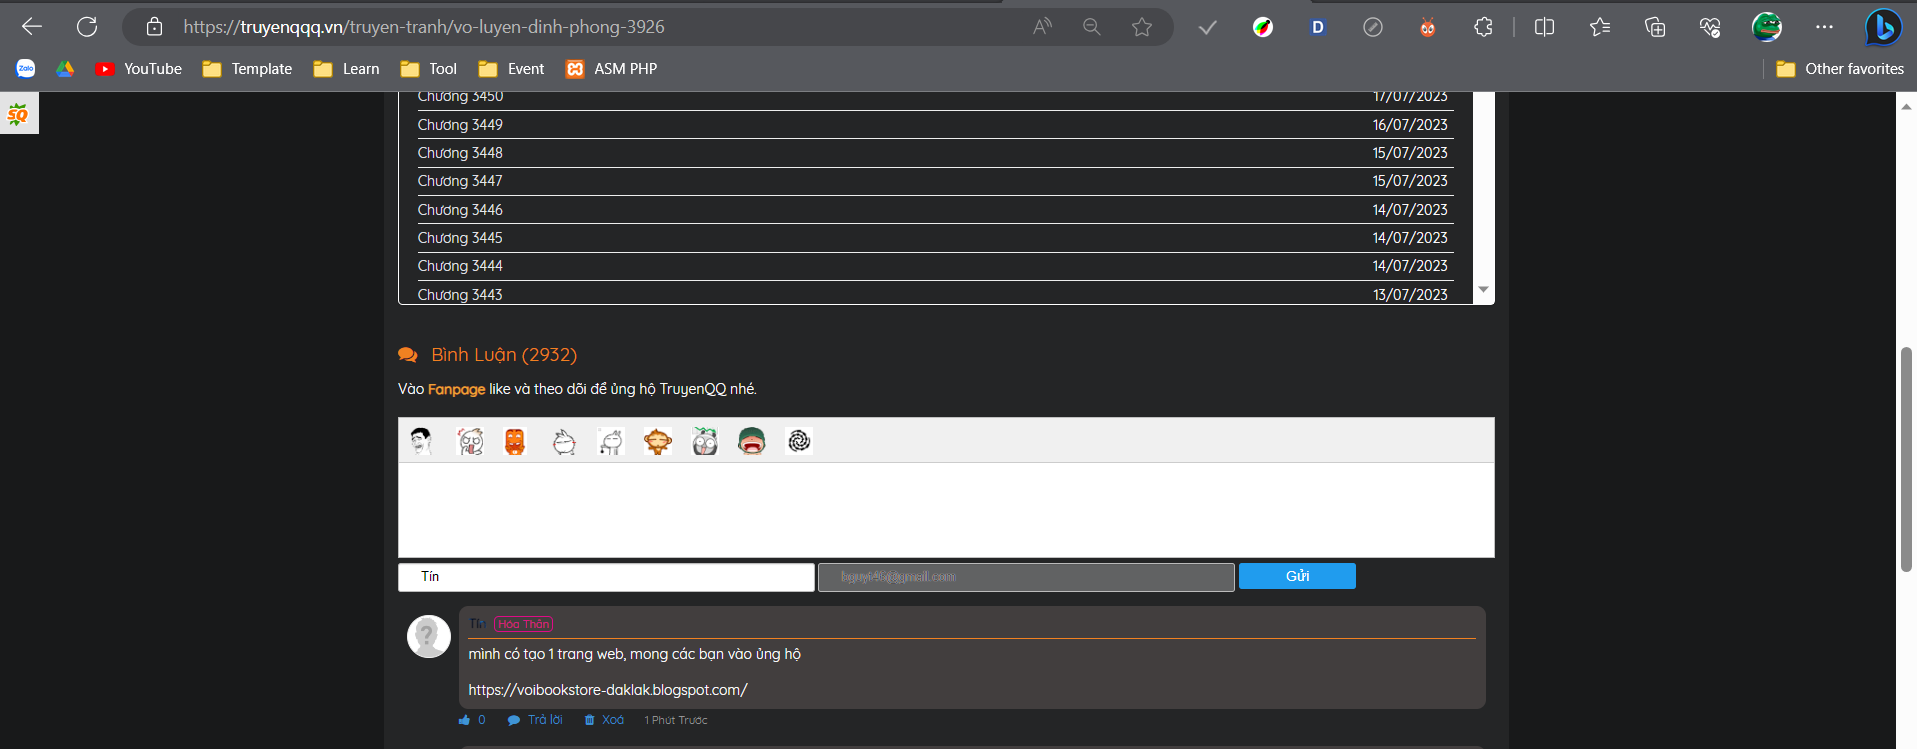 https://truyenqqq.vn/truyen-tranh/vo-luyen-dinh-phong-3926
Zalo YouTube Template Learn Tool Event ASM PHP Other favorites
SQ
Chương 3450 17/07/2023
Chương 3449 16/07/2023
Chương 3448 15/07/2023
Chương 3447 15/07/2023
Chương 3446 14/07/2023
Chương 3445 14/07/2023
Chương 3444 14/07/2023
Chương 3443 13/07/2023
Bình Luận (2932)
Vào Fanpage like và theo dõi để ủng hộ TruyenQQ nhé.
Tín Gửi
Hóa Thần
mình có tạo 1 trang web, mong các bạn vào ủng hộ
https://voibookstore-daklak.blogspot.com/
0 Trả lời Xoá 1 Phút Trước